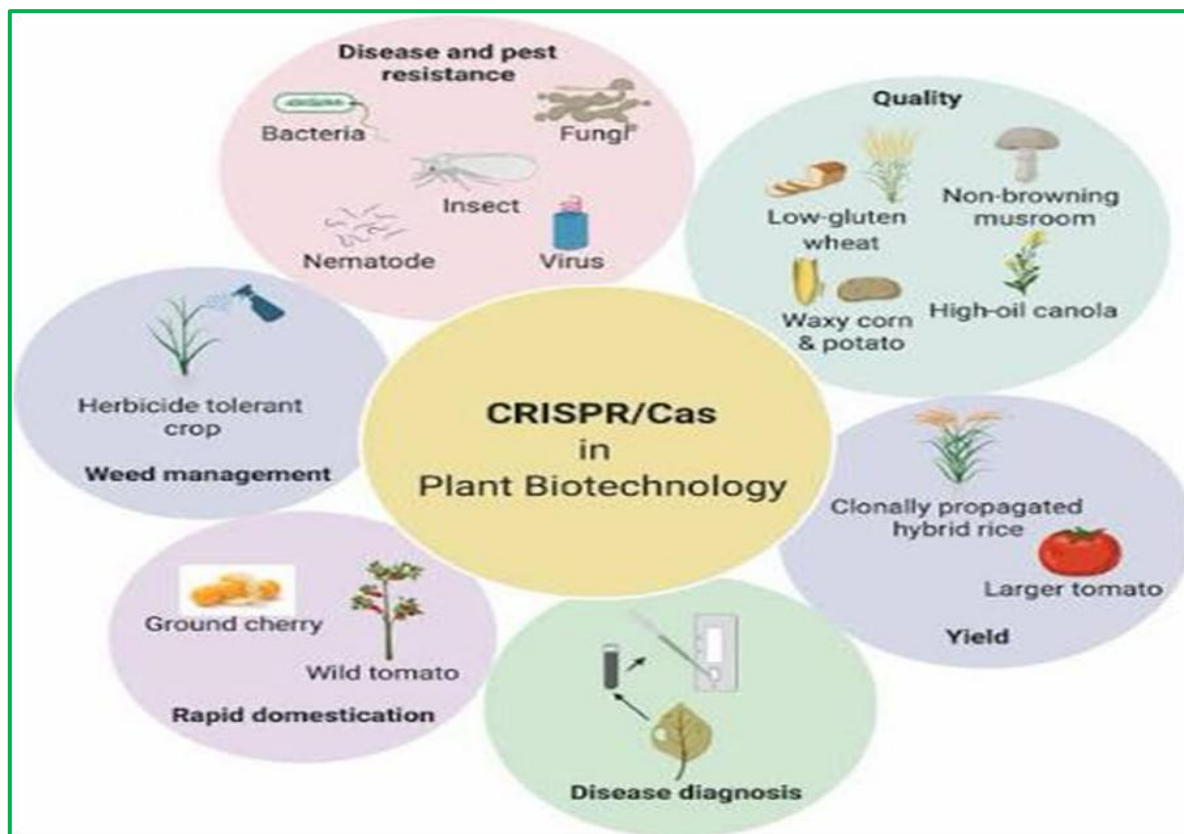 Disease and pest
resistance
Bacteria
Fungi
Insect
Nematode
Virus
Quality
Low-gluten
wheat
Non-browning
musroom
Waxy corn
& potato
High-oil canola
Herbicide tolerant
crop
Weed management
CRISPR/Cas
in
Plant Biotechnology
Clonally propagated
hybrid rice
Larger tomato
Yield
Ground cherry
Wild tomato
Rapid domestication
Disease diagnosis